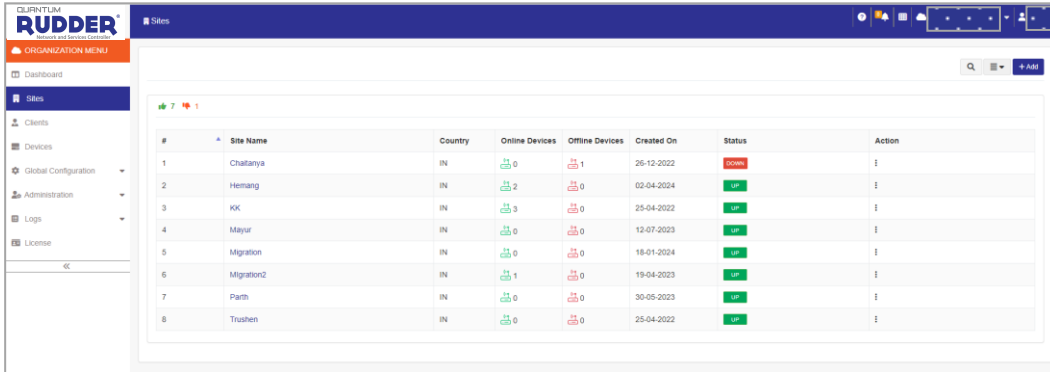 QUANTUM
RUDDER
Network and Services Controller
Sites
ORGANIZATION MENU
Dashboard
Sites
Clients
Devices
Global Configuration
Administration
Logs
License
+ Add
7 1
# Site Name Country Online Devices Offline Devices Created On Status Action
1 Chaitanya IN 0 1 26-12-2022 DOWN
2 Hemang IN 2 0 02-04-2024 UP
3 KK IN 3 0 25-04-2022 UP
4 Mayur IN 0 0 12-07-2023 UP
5 Migration IN 0 0 18-01-2024 UP
6 Migration2 IN 1 0 19-04-2023 UP
7 Parth IN 0 0 30-05-2023 UP
8 Trushen IN 0 0 25-04-2022 UP